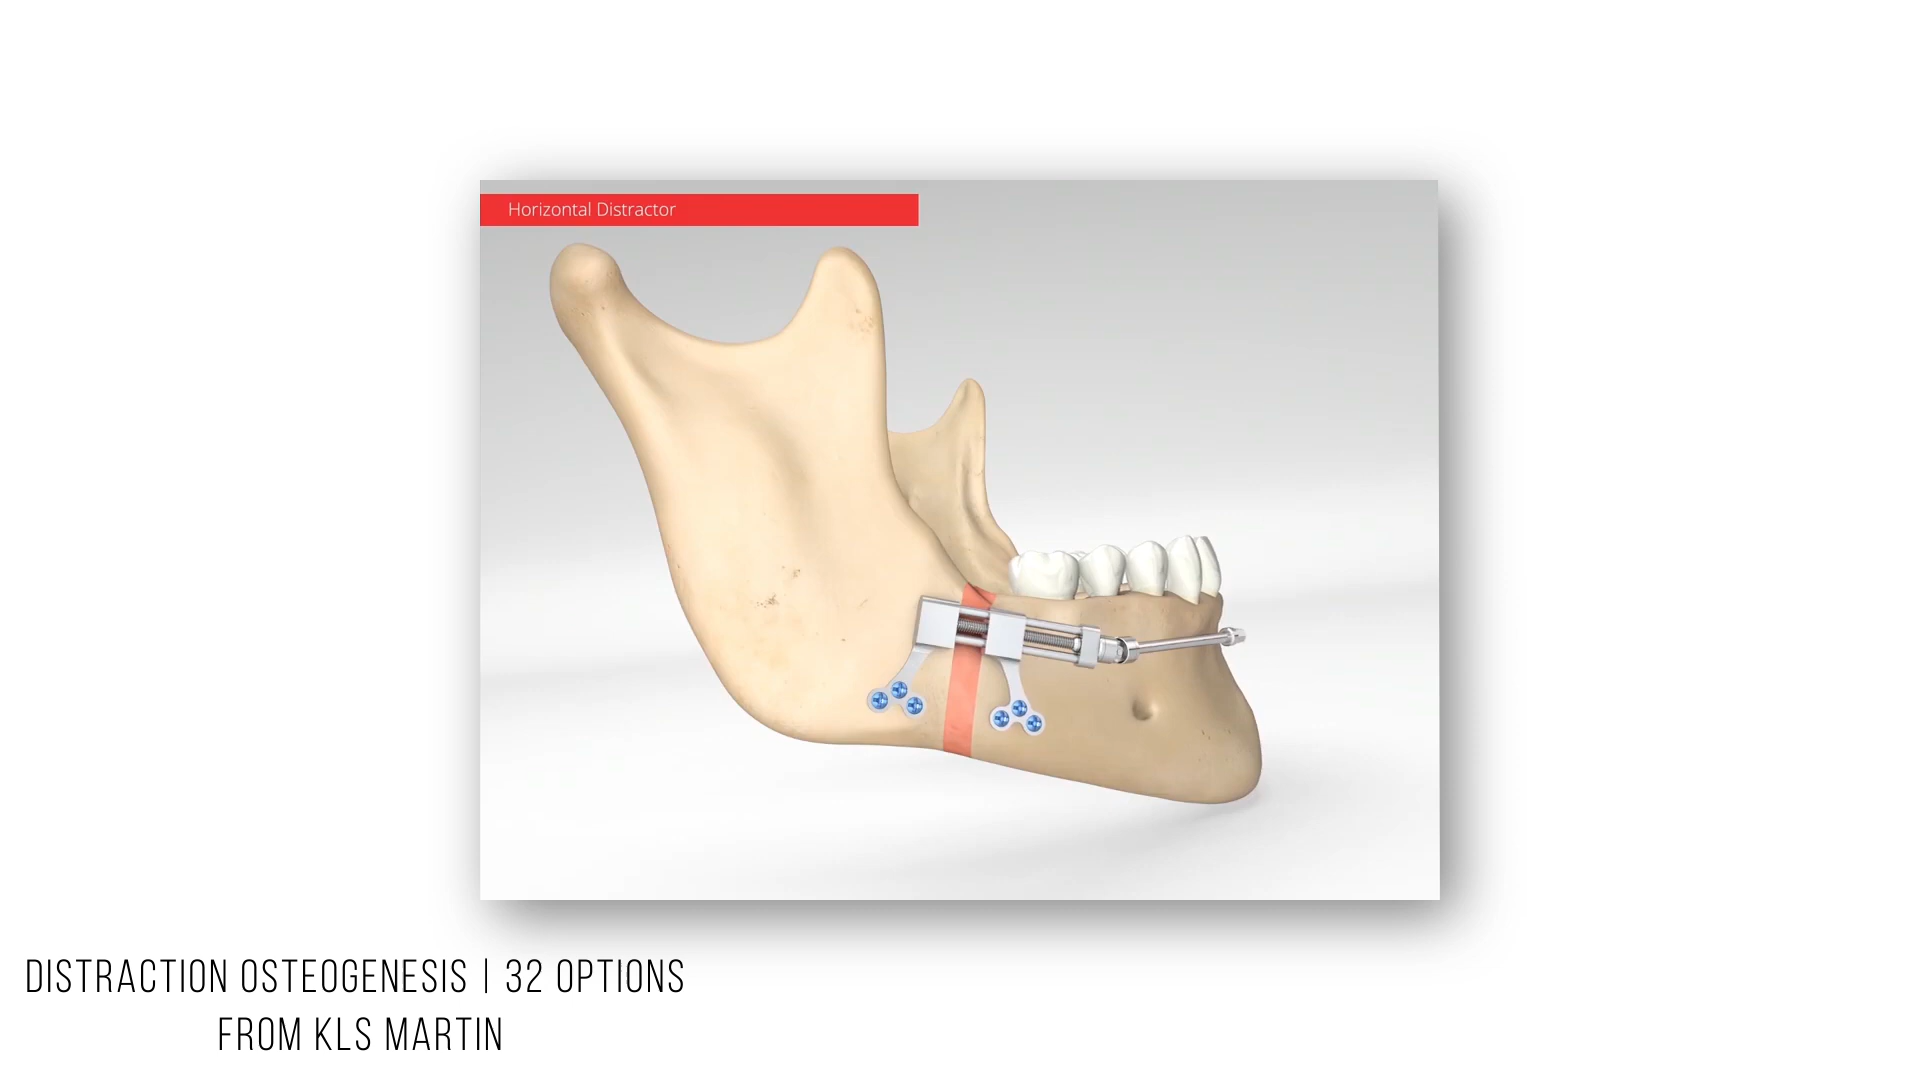 Horizontal Distractor
DISTRACTION OSTEOGENESIS | 32 OPTIONS
FROM KLS MARTIN